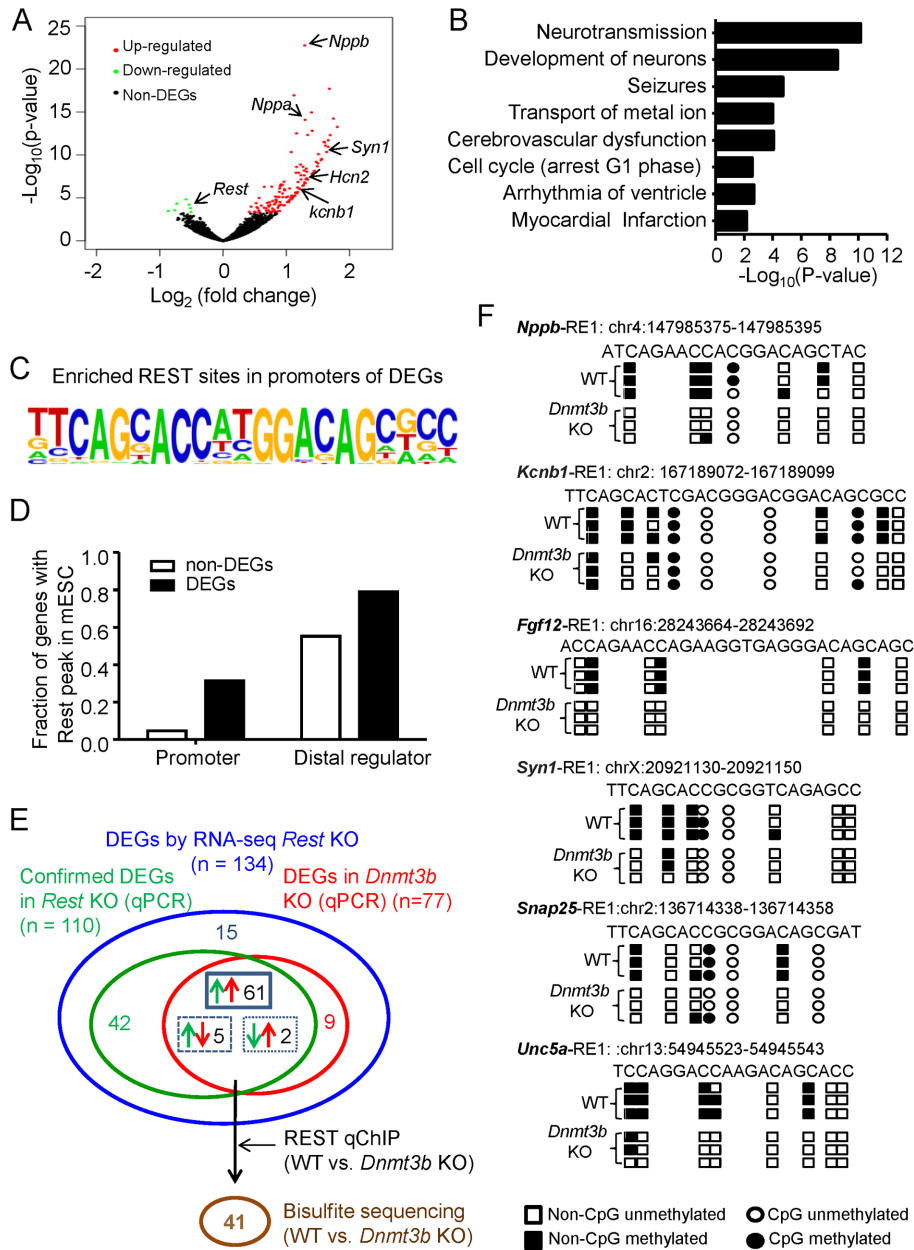 A
25
20
15
10
5
0
-Log10(p-value)
Up-regulated
Down-regulated
Non-DEGs
Nppb
Nppa
Syn1
Hcn2
kcnb1
Rest
-2
-1
0
1
2
Log2 (fold change)
B
Neurotransmission
Development of neurons
Seizures
Transport of metal ion
Cerebrovascular dysfunction
Cell cycle (arrest G1 phase)
Arrhythmia of ventricle
Myocardial Infarction
0 2 4 6 8 10 12
-Log10(P-value)
C
Enriched REST sites in promoters of DEGs
TTCAGCACCATGGACAGCGCC
D
Fraction of genes with
Rest peak in mESC
1.0
0.8
0.6
0.4
0.2
0.0
non-DEGs
DEGs
Promoter
Distal regulator
E
DEGs by RNA-seq Rest KO
(n = 134)
Confirmed DEGs
in Rest KO (qPCR)
(n = 110)
DEGs in Dnmt3b
KO (qPCR) (n=77)
15
42
61
5
2
9
REST qChIP
(WT vs. Dnmt3b KO)
41
Bisulfite sequencing
(WT vs. Dnmt3b KO)
F
Nppb-RE1: chr4:147985375-147985395
ATCAGAACCACGGACAGCTAC
WT
Dnmt3b
KO
Kcnb1-RE1: chr2: 167189072-167189099
TTCAGCACTCGACGGGACGGACAGCGCC
WT
Dnmt3b
KO
Fgf12-RE1: chr16:28243664-28243692
ACCAGAACCAGAAGGTGAGGGACAGCAGC
WT
Dnmt3b
KO
Syn1-RE1: chrX:20921130-20921150
TTCAGCACCGCGGTCAGAGCC
WT
Dnmt3b
KO
Snap25-RE1:chr2:136714338-136714358
TTCAGCACCGCGGACAGCGAT
WT
Dnmt3b
KO
Unc5a-RE1: :chr13:54945523-54945543
TCCAGGACCAAGACAGCACC
WT
Dnmt3b
KO
Non-CpG unmethylated
Non-CpG methylated
CpG unmethylated
CpG methylated